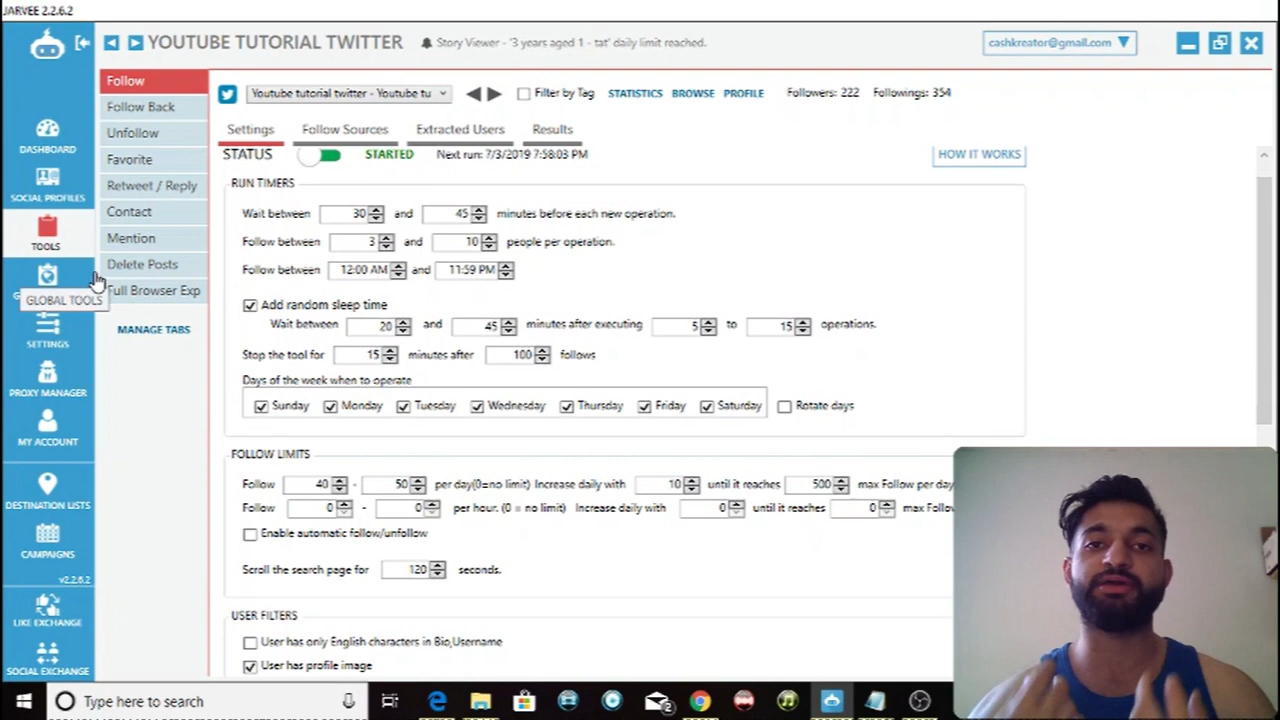 JARVEE 2.2.6.2
YOUTUBE TUTORIAL TWITTER
Story Viewer - '3 years aged 1 - tat' daily limit reached.
cashkreator@gmail.com
DASHBOARD
SOCIAL PROFILES
TOOLS
GLOBAL TOOLS
SETTINGS
PROXY MANAGER
MY ACCOUNT
DESTINATION LISTS
CAMPAIGNS
v2.2.6.2
LIKE EXCHANGE
SOCIAL EXCHANGE
Follow
Follow Back
Unfollow
Favorite
Retweet / Reply
Contact
Mention
Delete Posts
Full Browser Exp
MANAGE TABS
Youtube tutorial twitter - Youtube tu
Filter by Tag
STATISTICS BROWSE PROFILE
Followers: 222 Followings: 354
Settings Follow Sources Extracted Users Results
STATUS STARTED Next run: 7/3/2019 7:58:03 PM
HOW IT WORKS
RUN TIMERS
Wait between 30 and 45 minutes before each new operation.
Follow between 3 and 10 people per operation.
Follow between 12:00 AM and 11:59 PM
Add random sleep time
Wait between 20 and 45 minutes after executing 5 to 15 operations.
Stop the tool for 15 minutes after 100 follows
Days of the week when to operate
Sunday Monday Tuesday Wednesday Thursday Friday Saturday Rotate days
FOLLOW LIMITS
Follow 40 - 50 per day(0=no limit) Increase daily with 10 until it reaches 500 max Follow per day
Follow 0 - 0 per hour. (0 = no limit) Increase daily with 0 until it reaches 0 max Follow
Enable automatic follow/unfollow
Scroll the search page for 120 seconds.
USER FILTERS
User has only English characters in Bio,Username
User has profile image
Type here to search
2